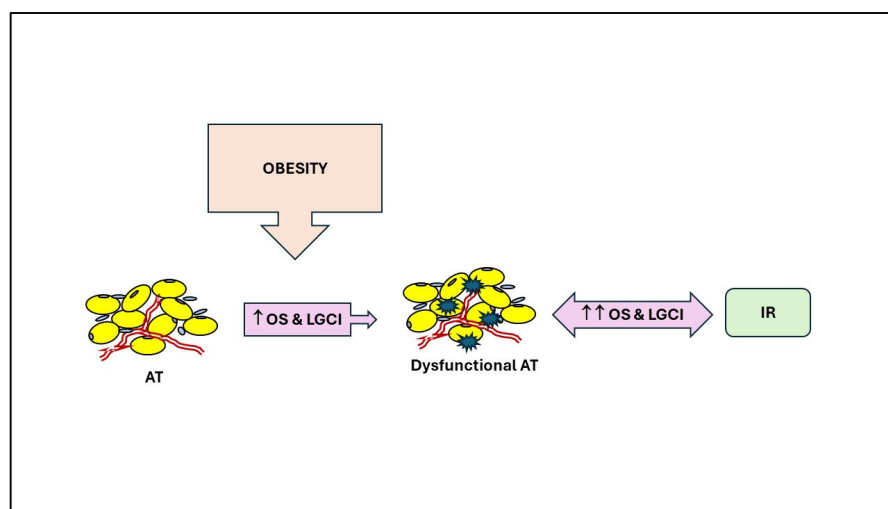 OBESITY
↑ OS & LGCI
↑↑ OS & LGCI
IR
AT
Dysfunctional AT